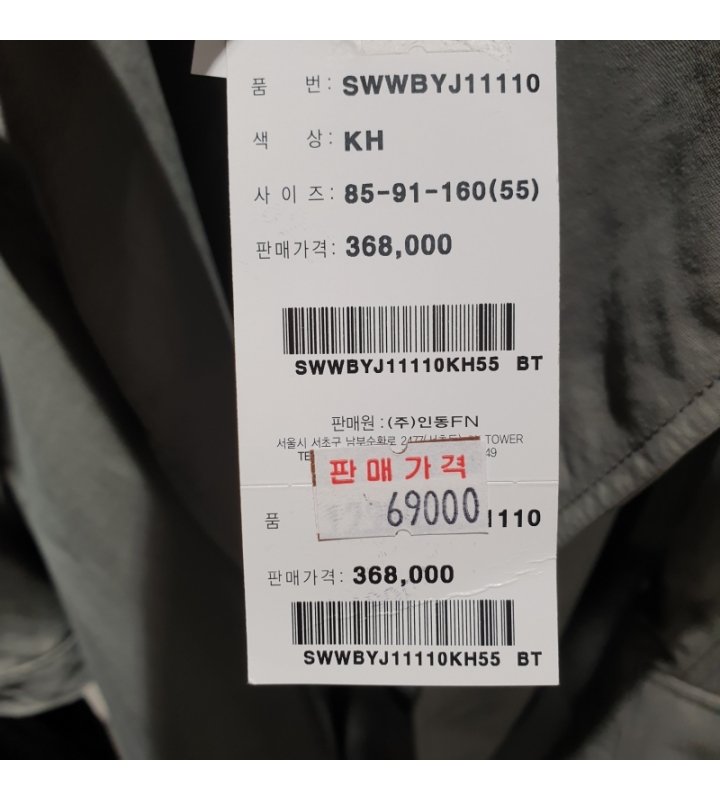 품 번: SWWBYJ11110
색 상: KH
사 이 즈: 85-91-160(55)
판매가격: 368,000
SWWBYJ11110KH55 BT
판매원 : (주)인동FN
서울시 서초구 남부순화로 TOWER
판매가격
69000
품 1110
판매가격: 368,000
SWWBYJ11110KH55 BT